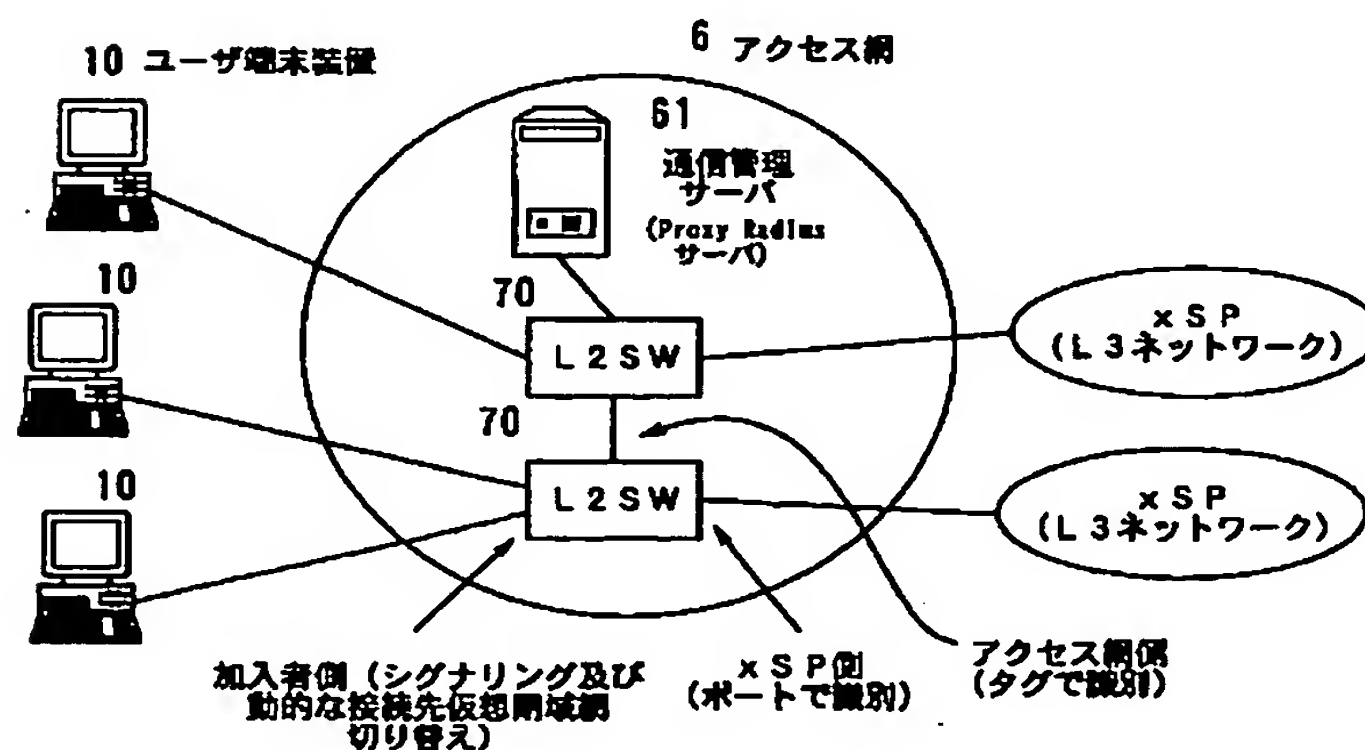 10 ユーザ端末装置
6 アクセス網
61
通信管理
サーバ
(Proxy Radius
サーバ)
10
70
L2SW
xSP
(L3ネットワーク)
70
10
L2SW
xSP
(L3ネットワーク)
加入者側(シグナリング及び
動的な接続先仮想閉域網
切り替え)
xSP側
(ポートで識別)
アクセス網側
(タグで識別)